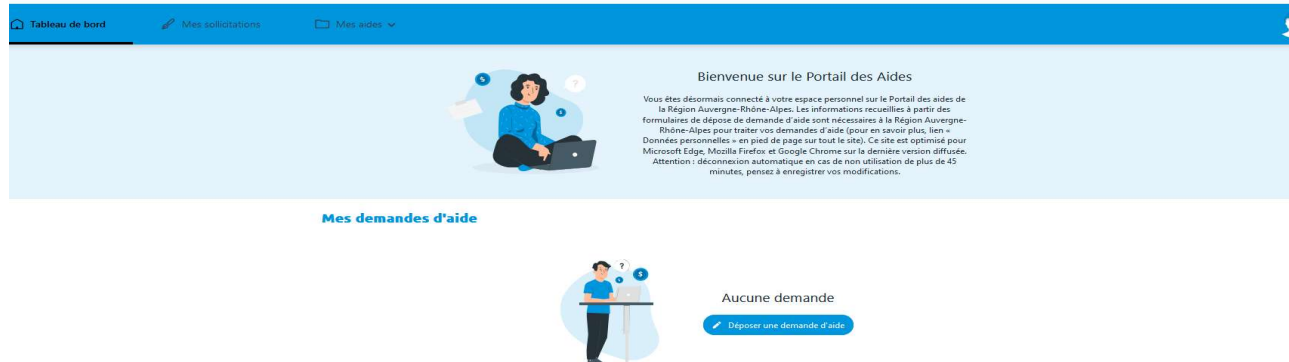 Tableau de bord
Mes sollicitations
Mes aides
Bienvenue sur le Portail des Aides
Vous êtes désormais connecté à votre espace personnel sur le Portail des aides de
la Région Auvergne-Rhône-Alpes. Les informations recueillies à partir des
formulaires de dépose de demande d'aide sont nécessaires à la Région Auvergne-
Rhône-Alpes pour traiter vos demandes d'aide (pour en savoir plus, lien «
Données personnelles » en pied de page sur tout le site). Ce site est optimisé pour
Microsoft Edge, Mozilla Firefox et Google Chrome sur la dernière version diffusée.
Attention : déconnexion automatique en cas de non utilisation de plus de 45
minutes, pensez à enregistrer vos modifications.
Mes demandes d'aide
Aucune demande
Déposer une demande d'aide